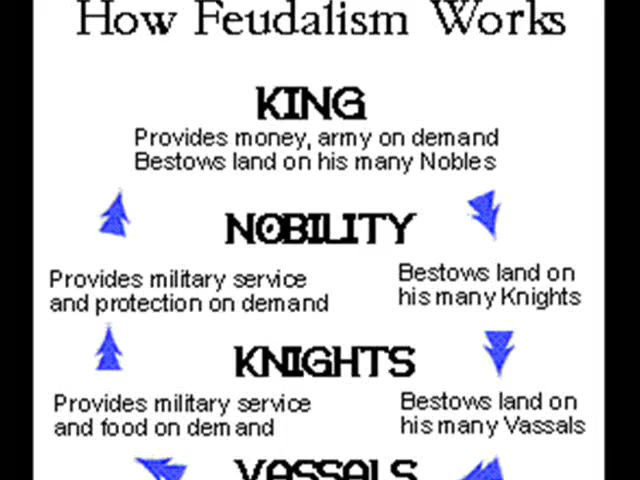 How Feudalism Works
KING
Provides money, army on demand
Bestows land on his many Nobles
NOBILITY
Provides military service
and protection on demand
Bestows land on
his many Knights
KNIGHTS
Provides military service
and food on demand
Bestows land on
his many Vassals
VASSALS